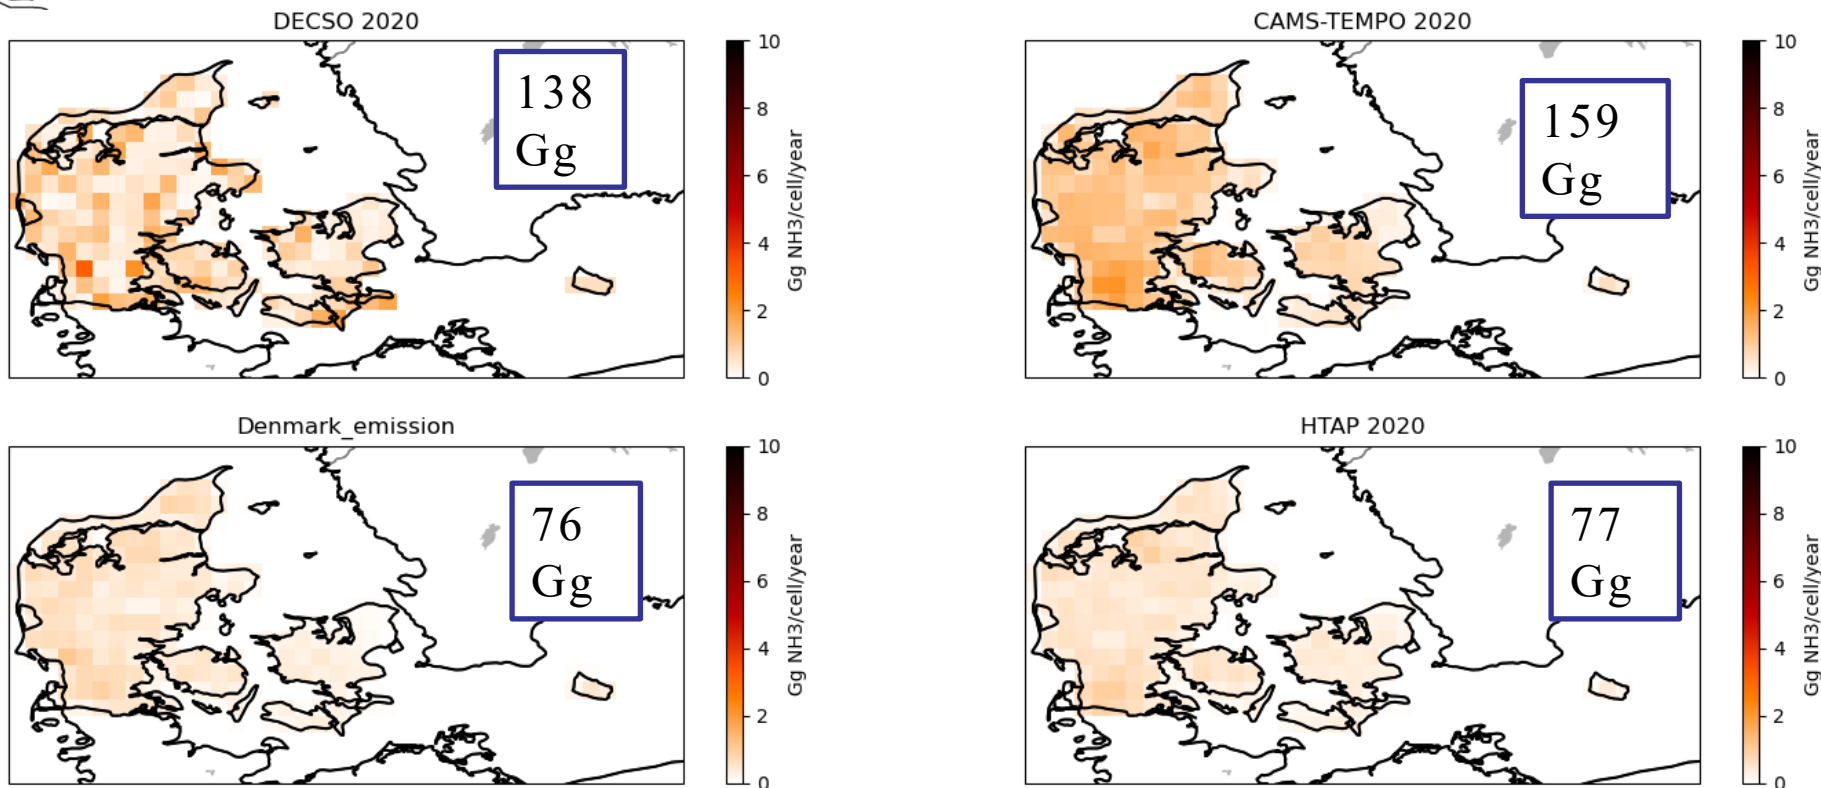 DECSO 2020
138
Gg
10
8
6
4
2
0
Gg NH3/cell/year
CAMS-TEMPO 2020
159
Gg
10
8
6
4
2
0
Gg NH3/cell/year
Denmark_emission
76
Gg
10
8
6
4
2
0
Gg NH3/cell/year
HTAP 2020
77
Gg
10
8
6
4
2
0
Gg NH3/cell/year